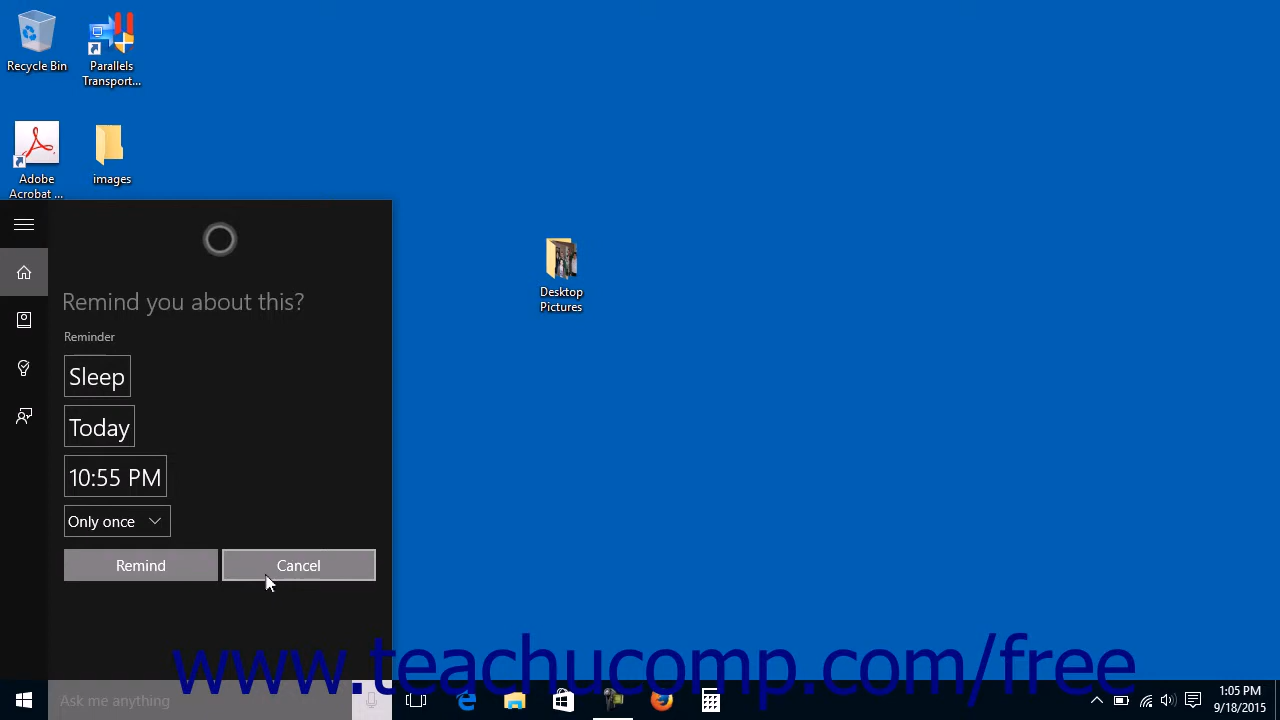 Recycle Bin
Parallels
Transport...
Adobe
Acrobat ...
images
Desktop
Pictures
Remind you about this?
Reminder
Sleep
Today
10:55 PM
Only once
Remind
Cancel
www.teachucomp.com/free
Ask me anything
1:05 PM
9/18/2015